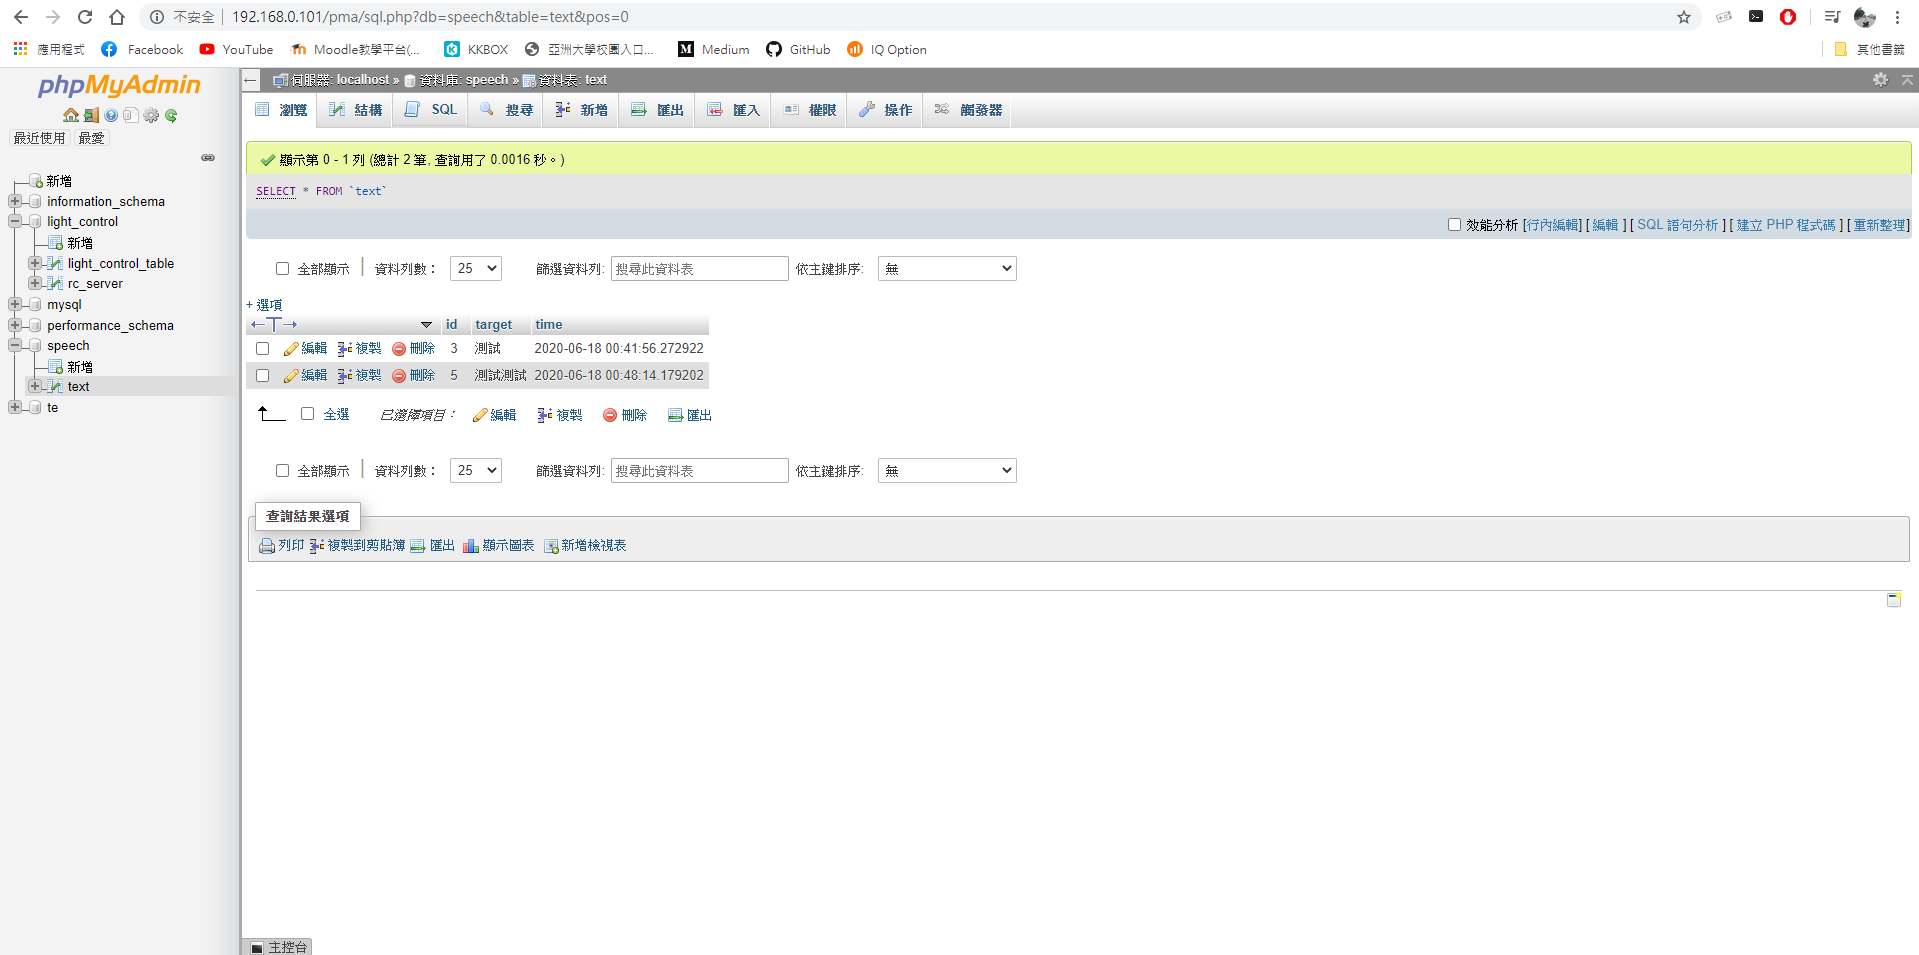 不安全 192.168.0.101/pma/sql.php?db=speech&table=text&pos=0
應用程式 Facebook YouTube Moodle教學平台(... KKBOX 亞洲大學校園入口... Medium GitHub IQ Option 其他書籤
phpMyAdmin
最近使用 最愛
新增
information_schema
light_control
新增
light_control_table
rc_server
mysql
performance_schema
speech
新增
text
te
伺服器: localhost » 資料庫: speech » 資料表: text
瀏覽 結構 SQL 搜尋 新增 匯出 匯入 權限 操作 觸發器
顯示第 0 - 1 列 (總計 2 筆, 查詢用了 0.0016 秒。)
SELECT * FROM `text`
效能分析 [行內編輯] [ 編輯 ] [ SQL 語句分析 ] [ 建立 PHP 程式碼 ] [ 重新整理]
全部顯示 | 資料列數： 25 篩選資料列: 搜尋此資料表 依主鍵排序: 無
+ 選項
←T→ id target time
編輯 複製 刪除 3 測試 2020-06-18 00:41:56.272922
編輯 複製 刪除 5 測試測試 2020-06-18 00:48:14.179202
全選 已選擇項目： 編輯 複製 刪除 匯出
全部顯示 | 資料列數： 25 篩選資料列: 搜尋此資料表 依主鍵排序: 無
查詢結果選項
列印 複製到剪貼簿 匯出 顯示圖表 新增檢視表
主控台